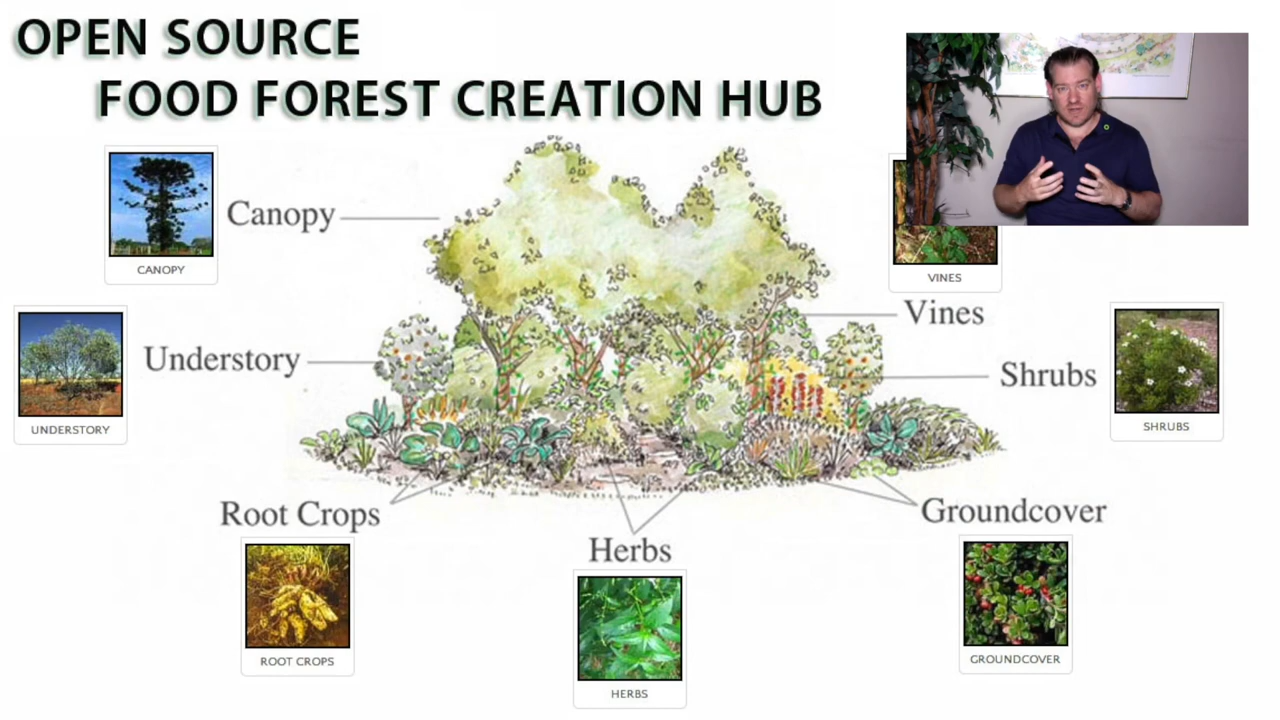 OPEN SOURCE
FOOD FOREST CREATION HUB
Canopy
CANOPY
VINES
Vines
Understory
UNDERSTORY
Shrubs
SHRUBS
Root Crops
ROOT CROPS
Herbs
HERBS
Groundcover
GROUNDCOVER